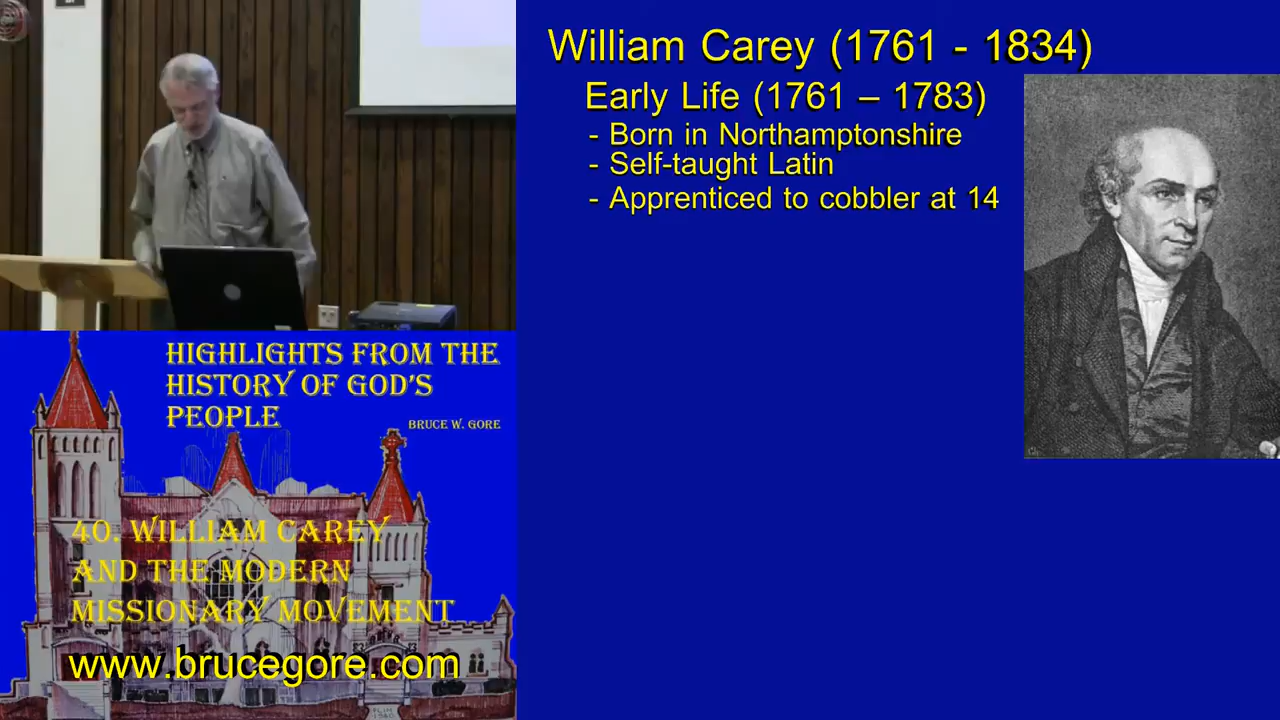 William Carey (1761 - 1834)
Early Life (1761 – 1783)
- Born in Northamptonshire
- Self-taught Latin
- Apprenticed to cobbler at 14
HIGHLIGHTS FROM THE
HISTORY OF GOD'S
PEOPLE
BRUCE W. GORE
40. WILLIAM CAREY
AND THE MODERN
MISSIONARY MOVEMENT
www.brucegore.com